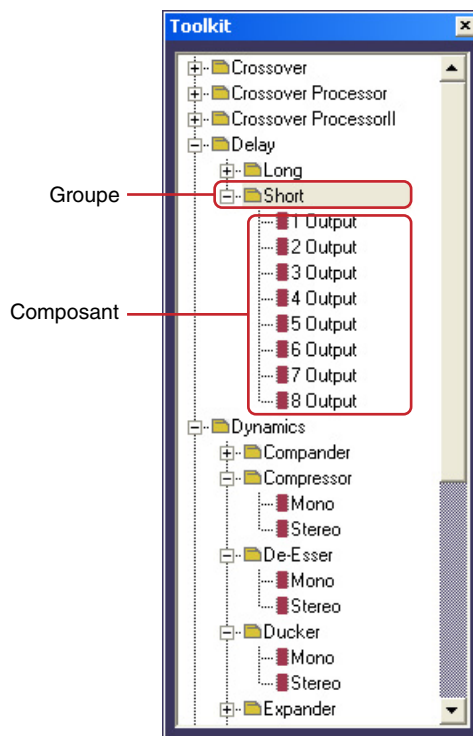 Toolkit
Crossover
Crossover Processor
Crossover ProcessorII
Delay
Long
Groupe
Short
1 Output
2 Output
3 Output
Composant
4 Output
5 Output
6 Output
7 Output
8 Output
Dynamics
Compander
Compressor
Mono
Stereo
De-Esser
Mono
Stereo
Ducker
Mono
Stereo
Expander